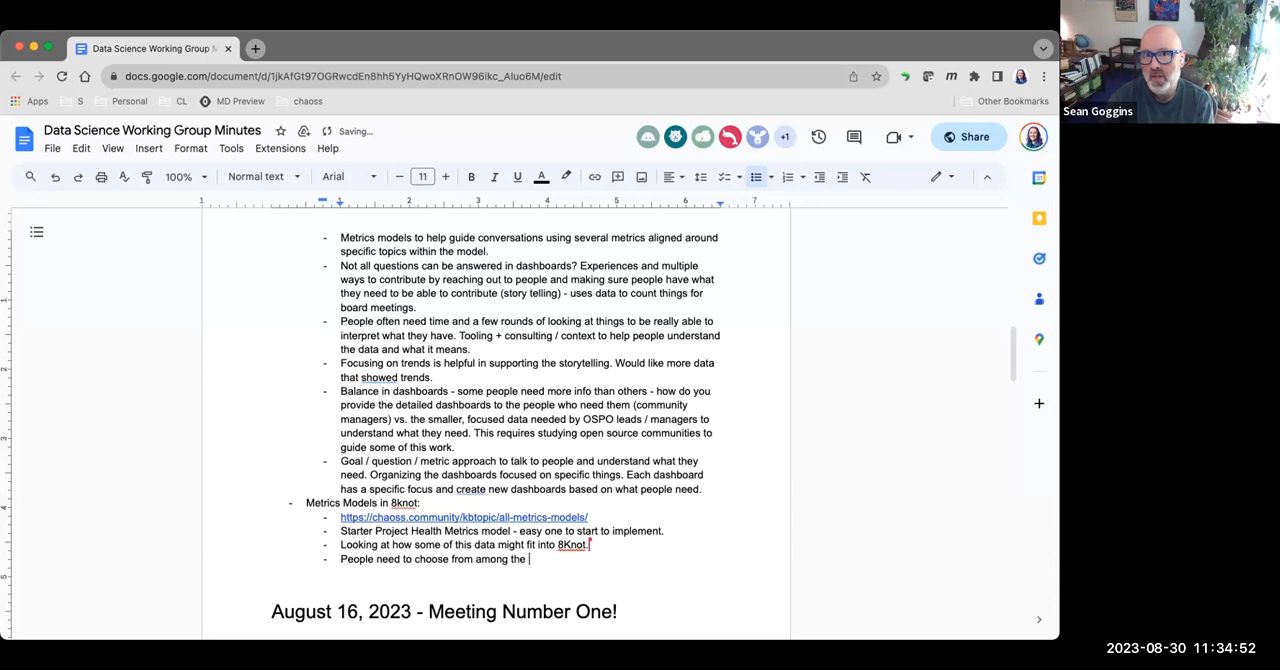 Data Science Working Group M
docs.google.com/document/d/1jkAfGt97OGRwcdEn8hh5YyHQwoXRnOW96ikc_Aluo6M/edit
Apps S Personal CL MD Preview chaoss Other Bookmarks
Data Science Working Group Minutes Saving...
File Edit View Insert Format Tools Extensions Help
+1
Share
100% Normal text Arial 11
1 1 2 3 4 5 6 7
- Metrics models to help guide conversations using several metrics aligned around
specific topics within the model.
- Not all questions can be answered in dashboards? Experiences and multiple
ways to contribute by reaching out to people and making sure people have what
they need to be able to contribute (story telling) - uses data to count things for
board meetings.
- People often need time and a few rounds of looking at things to be really able to
interpret what they have. Tooling + consulting / context to help people understand
the data and what it means.
- Focusing on trends is helpful in supporting the storytelling. Would like more data
that showed trends.
- Balance in dashboards - some people need more info than others - how do you
provide the detailed dashboards to the people who need them (community
managers) vs. the smaller, focused data needed by OSPO leads / managers to
understand what they need. This requires studying open source communities to
guide some of this work.
- Goal / question / metric approach to talk to people and understand what they
need. Organizing the dashboards focused on specific things. Each dashboard
has a specific focus and create new dashboards based on what people need.
- Metrics Models in 8knot:
- https://chaoss.community/kbtopic/all-metrics-models/
- Starter Project Health Metrics model - easy one to start to implement.
- Looking at how some of this data might fit into 8Knot.
- People need to choose from among the
August 16, 2023 - Meeting Number One!
Sean Goggins
2023-08-30 11:34:52